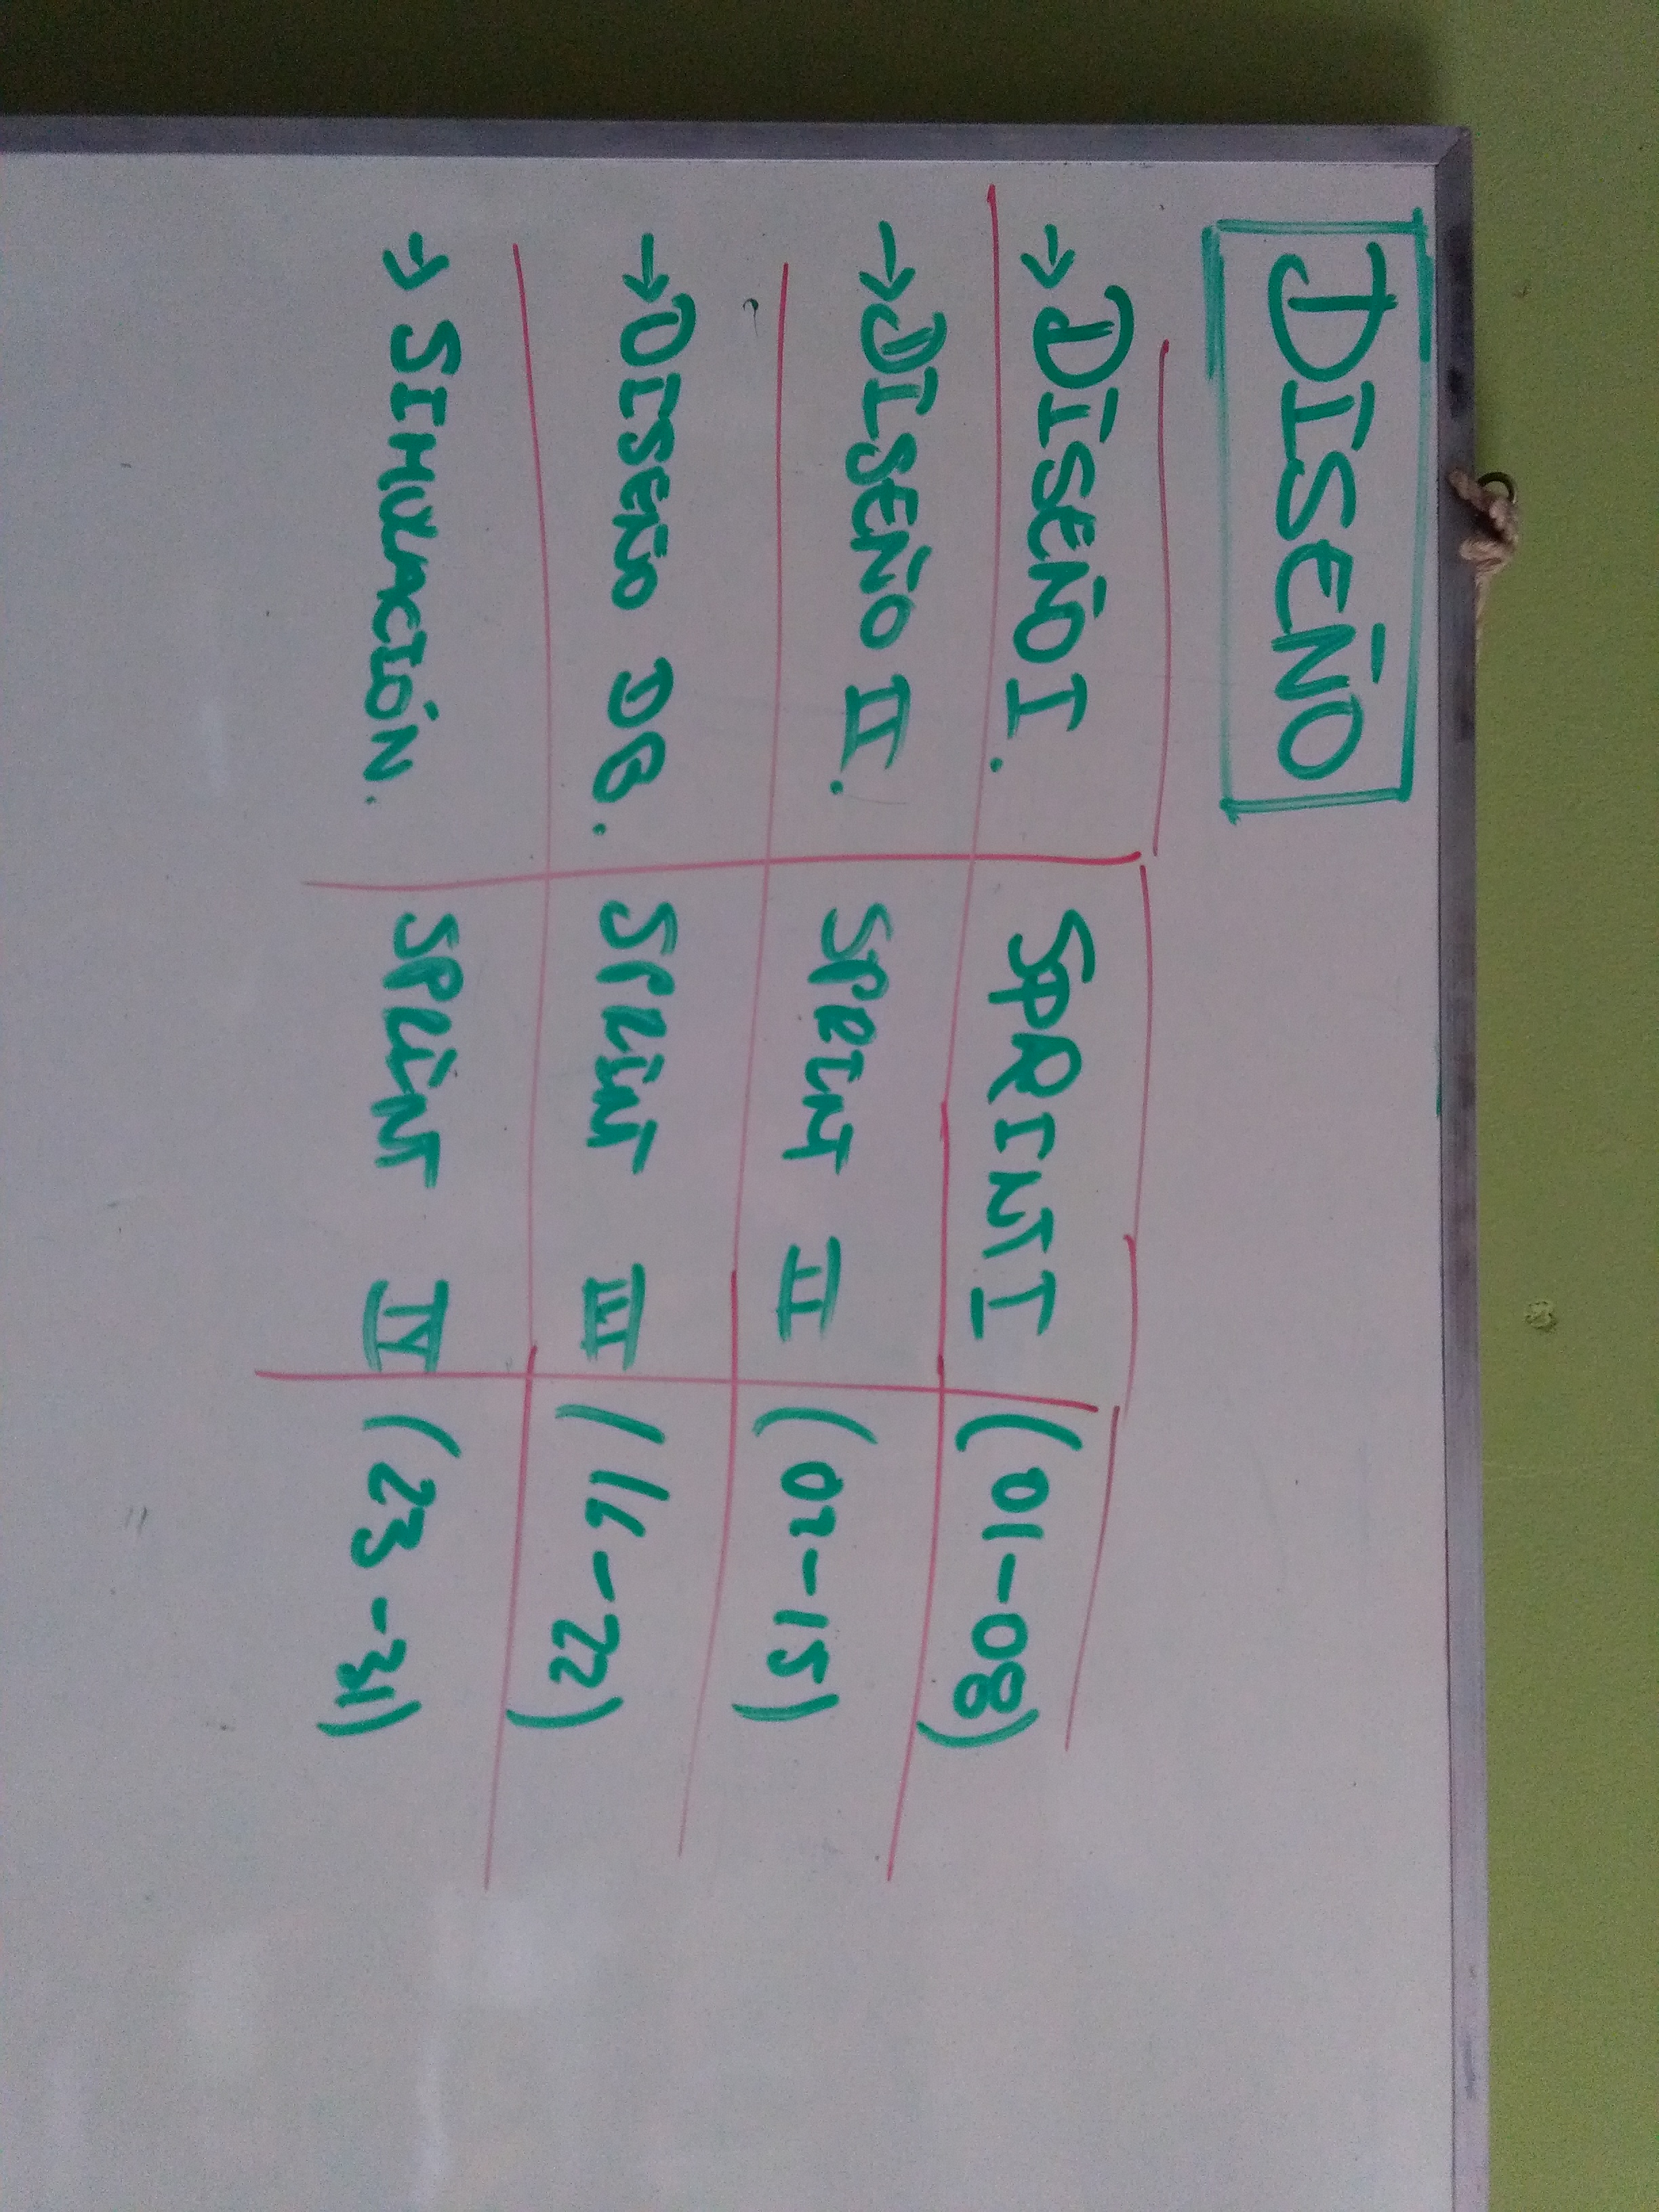 DISEÑO
→ DISEÑO I. SPRINT I (01-08)
→ DISEÑO II. SPRINT II (02-15)
→ DISEÑO DB. SPRINT III (16-22)
→ SIMULACIÓN. SPRINT IV (23-31)